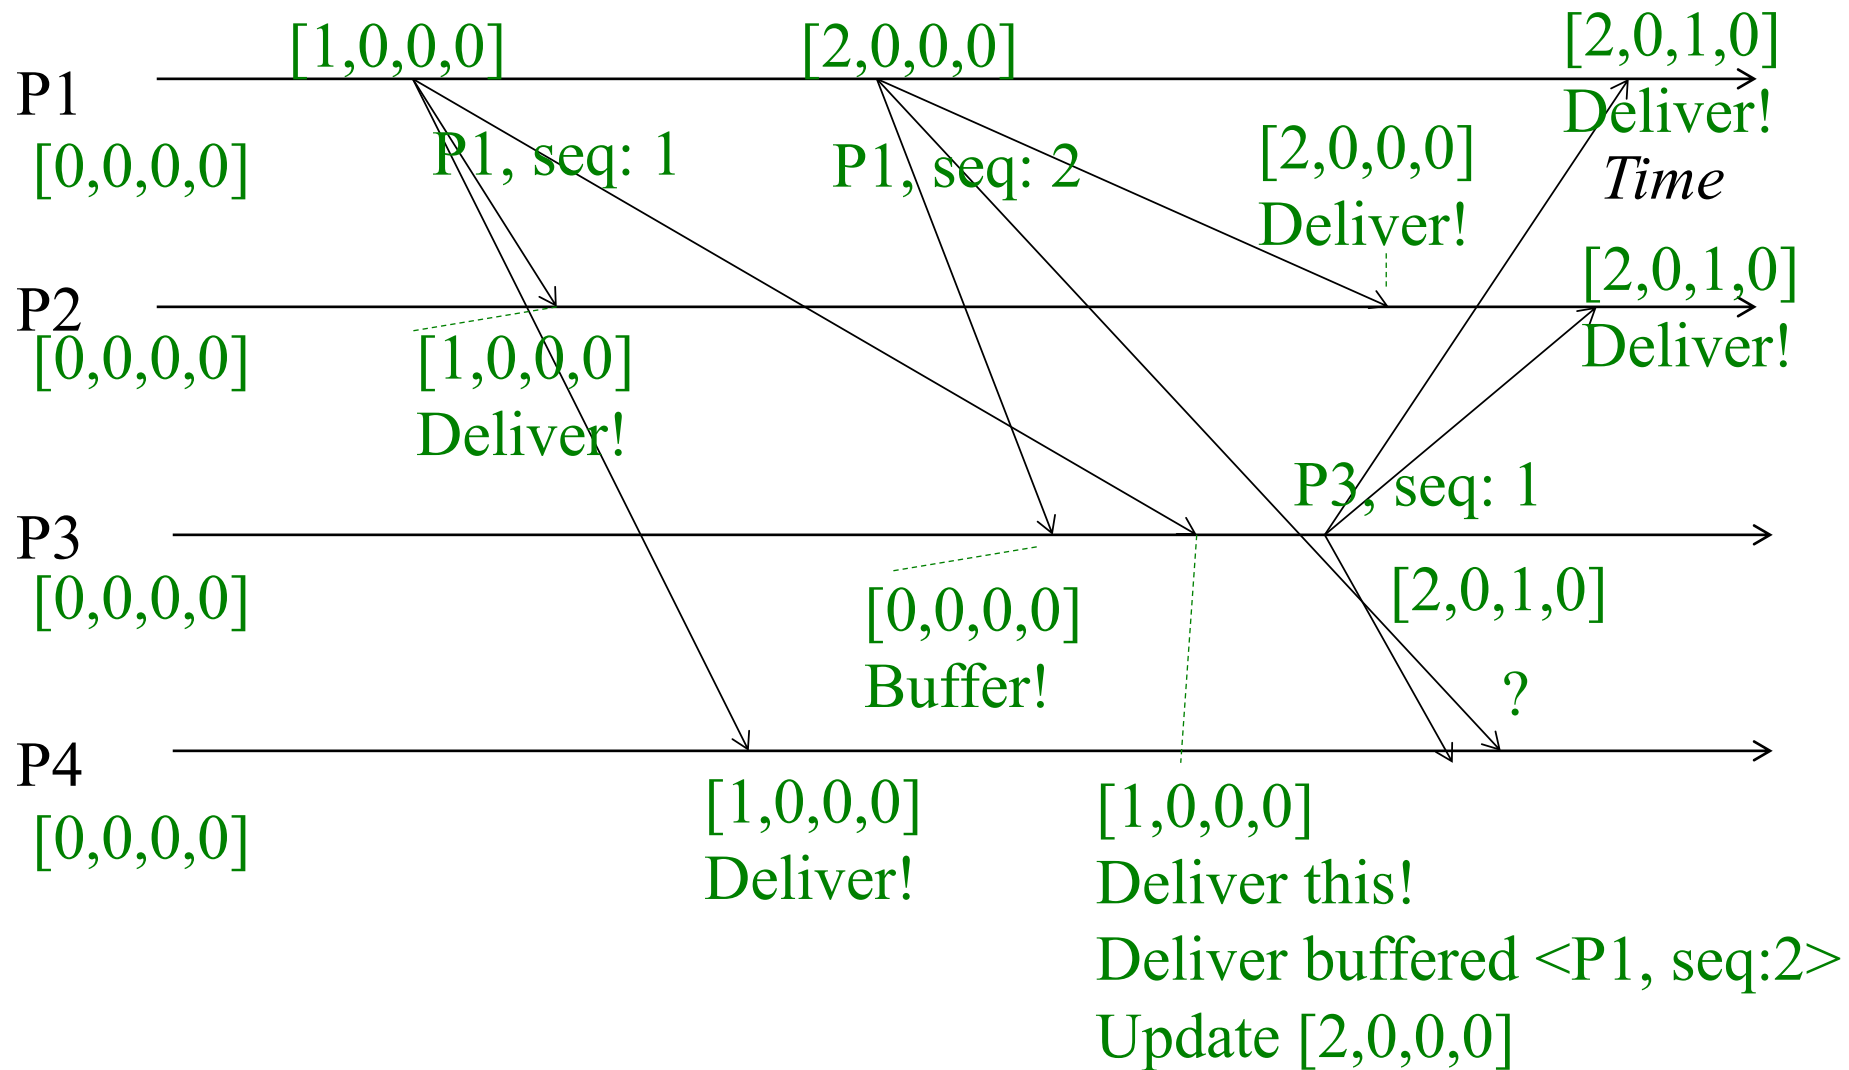 [1,0,0,0]
[2,0,0,0]
[2,0,1,0]
P1
Deliver!
[0,0,0,0]
P1, seq: 1
P1, seq: 2
[2,0,0,0]
Deliver!
Time
P2
[0,0,0,0]
[1,0,0,0]
Deliver!
[2,0,1,0]
Deliver!
P3, seq: 1
P3
[0,0,0,0]
[0,0,0,0]
Buffer!
[2,0,1,0]
?
P4
[0,0,0,0]
[1,0,0,0]
Deliver!
[1,0,0,0]
Deliver this!
Deliver buffered <P1, seq:2>
Update [2,0,0,0]